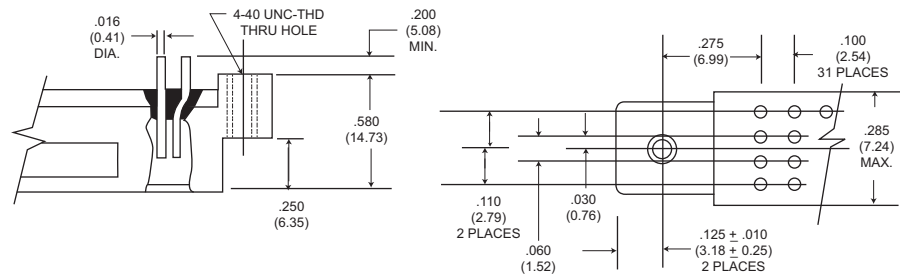 .016
(0.41)
DIA.
4-40 UNC-THD
THRU HOLE
.200
(5.08)
MIN.
.580
(14.73)
.250
(6.35)
.275
(6.99)
.100
(2.54)
31 PLACES
.285
(7.24)
MAX.
.110
(2.79)
2 PLACES
.060
(1.52)
.030
(0.76)
.125 ± .010
(3.18 ± 0.25)
2 PLACES